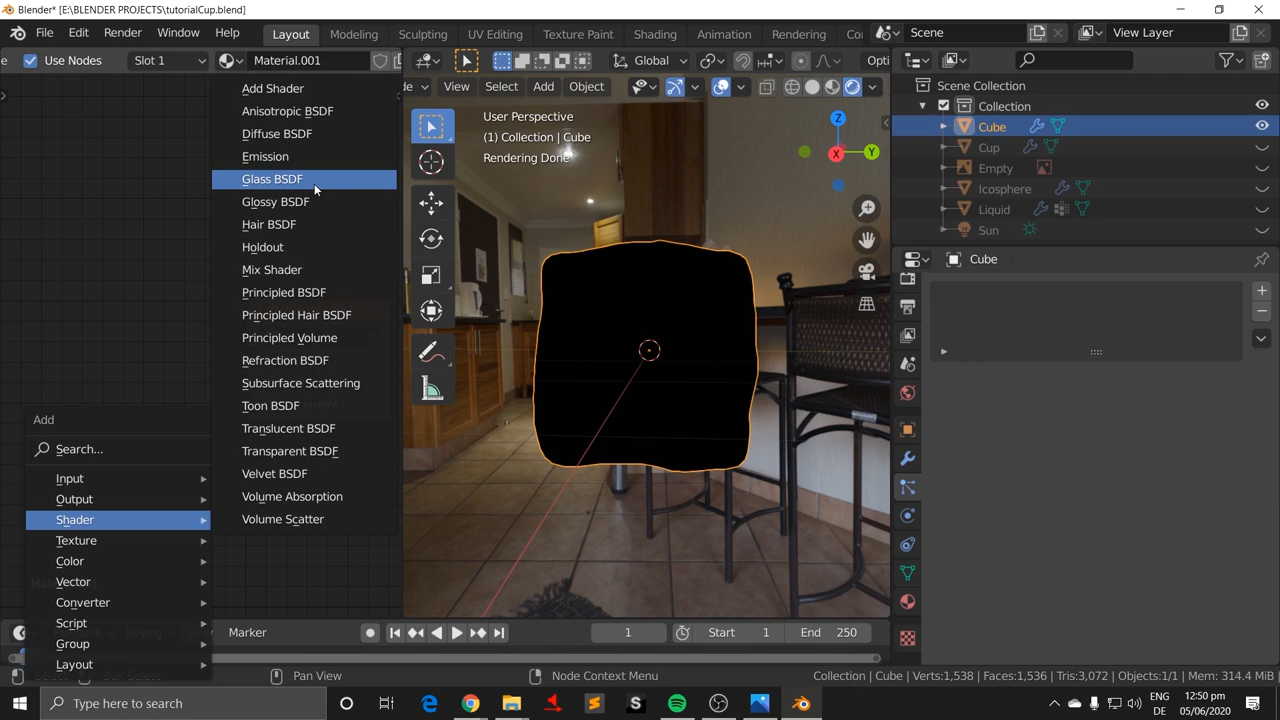 Blender* [E:\BLENDER PROJECTS\tutorialCup.blend]
File Edit Render Window Help
Layout Modeling Sculpting UV Editing Texture Paint Shading Animation Rendering Co
Scene View Layer
e Use Nodes Slot 1 Material.001
Global Opti
de View Select Add Object
Add Shader
Anisotropic BSDF
Diffuse BSDF
Emission
Glass BSDF
Glossy BSDF
Hair BSDF
Holdout
Mix Shader
Principled BSDF
Principled Hair BSDF
Principled Volume
Refraction BSDF
Subsurface Scattering
Toon BSDF
Translucent BSDF
Transparent BSDF
Velvet BSDF
Volume Absorption
Volume Scatter
Add
Search...
Input
Output
Shader
Texture
Color
Vector
Converter
Script
Group
Layout
User Perspective
(1) Collection | Cube
Rendering Done
Z
X
Y
Scene Collection
Collection
Cube
Cup
Empty
Icosphere
Liquid
Sun
Cube
Keying Marker
1 Start 1 End 250
Pan View Node Context Menu Collection | Cube | Verts:1,538 | Faces:1,536 | Tris:3,072 | Objects:1/1 | Mem: 314.4 MiB
Type here to search
ENG
DE
12:50 pm
05/06/2020